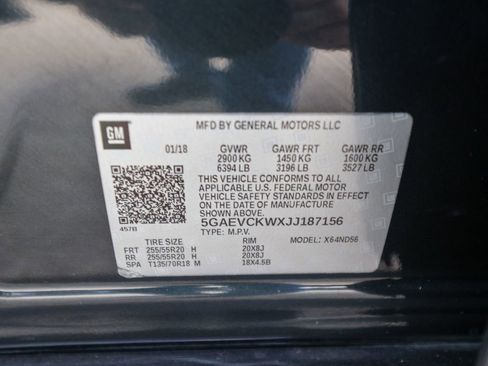 GM
MFD BY GENERAL MOTORS LLC
01/18 GVWR GAWR FRT GAWR RR
2900 KG 1450 KG 1600 KG
6394 LB 3196 LB 3527 LB
THIS VEHICLE CONFORMS TO ALL
APPLICABLE U.S. FEDERAL MOTOR
VEHICLE SAFETY STANDARDS IN EFFECT
ON THE DATE OF MANUFACTURE
SHOWN ABOVE.
5GAEVCKWXJJ187156
457B TYPE: M.P.V.
TIRE SIZE RIM MODEL: X64ND56
FRT 255/55R20 H 20X8J
RR 255/55R20 H 20X8J
SPA T135/70R18 M 18X4.5B